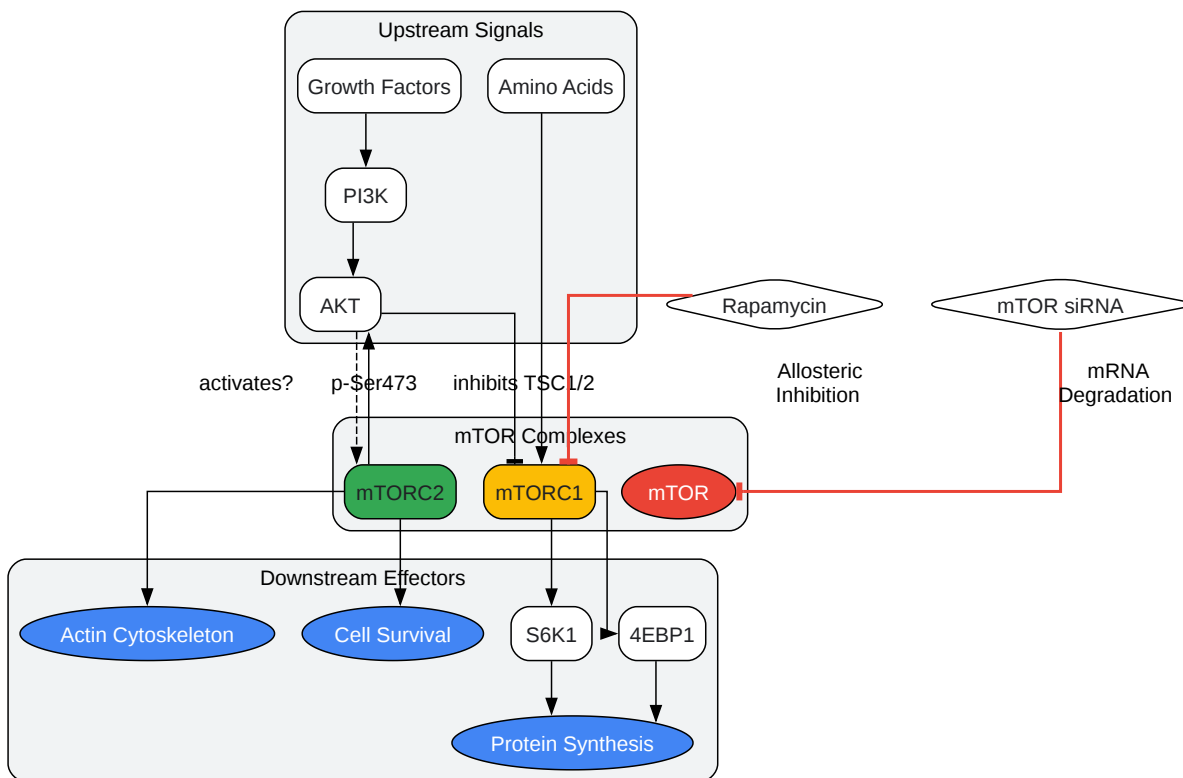 Upstream Signals
Growth Factors
Amino Acids
PI3K
AKT
Rapamycin
mTOR siRNA
activates?
p-Ser473
inhibits TSC1/2
Allosteric
Inhibition
mRNA
Degradation
mTOR Complexes
mTORC2
mTORC1
mTOR
Downstream Effectors
Actin Cytoskeleton
Cell Survival
S6K1
4EBP1
Protein Synthesis